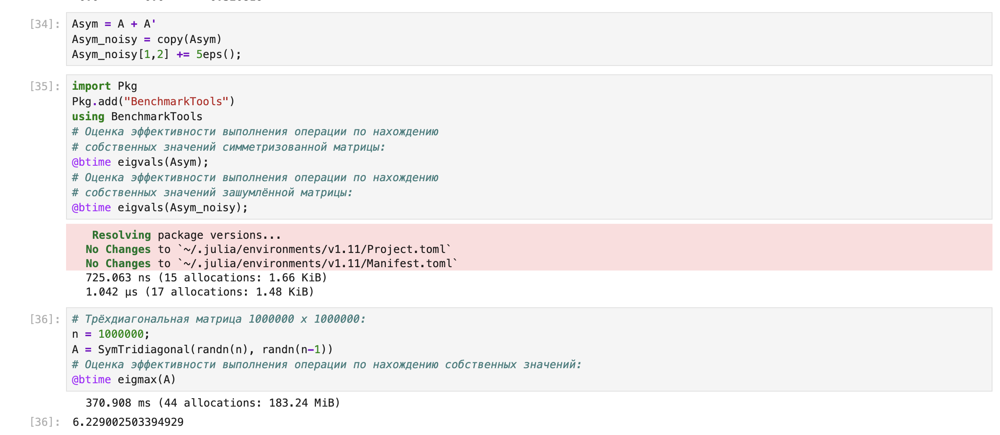 [34]: Asym = A + A'
Asym_noisy = copy(Asym)
Asym_noisy[1,2] += 5eps();
[35]: import Pkg
Pkg.add("BenchmarkTools")
using BenchmarkTools
# Оценка эффективности выполнения операции по нахождению
# собственных значений симметризованной матрицы:
@btime eigvals(Asym);
# Оценка эффективности выполнения операции по нахождению
# собственных значений зашумлённой матрицы:
@btime eigvals(Asym_noisy);
Resolving package versions...
No Changes to `~/.julia/environments/v1.11/Project.toml`
No Changes to `~/.julia/environments/v1.11/Manifest.toml`
725.063 ns (15 allocations: 1.66 KiB)
1.042 μs (17 allocations: 1.48 KiB)
[36]: # Трёхдиагональная матрица 1000000 x 1000000:
n = 1000000;
A = SymTridiagonal(randn(n), randn(n-1))
# Оценка эффективности выполнения операции по нахождению собственных значений:
@btime eigmax(A)
370.908 ms (44 allocations: 183.24 MiB)
[36]: 6.229002503394929